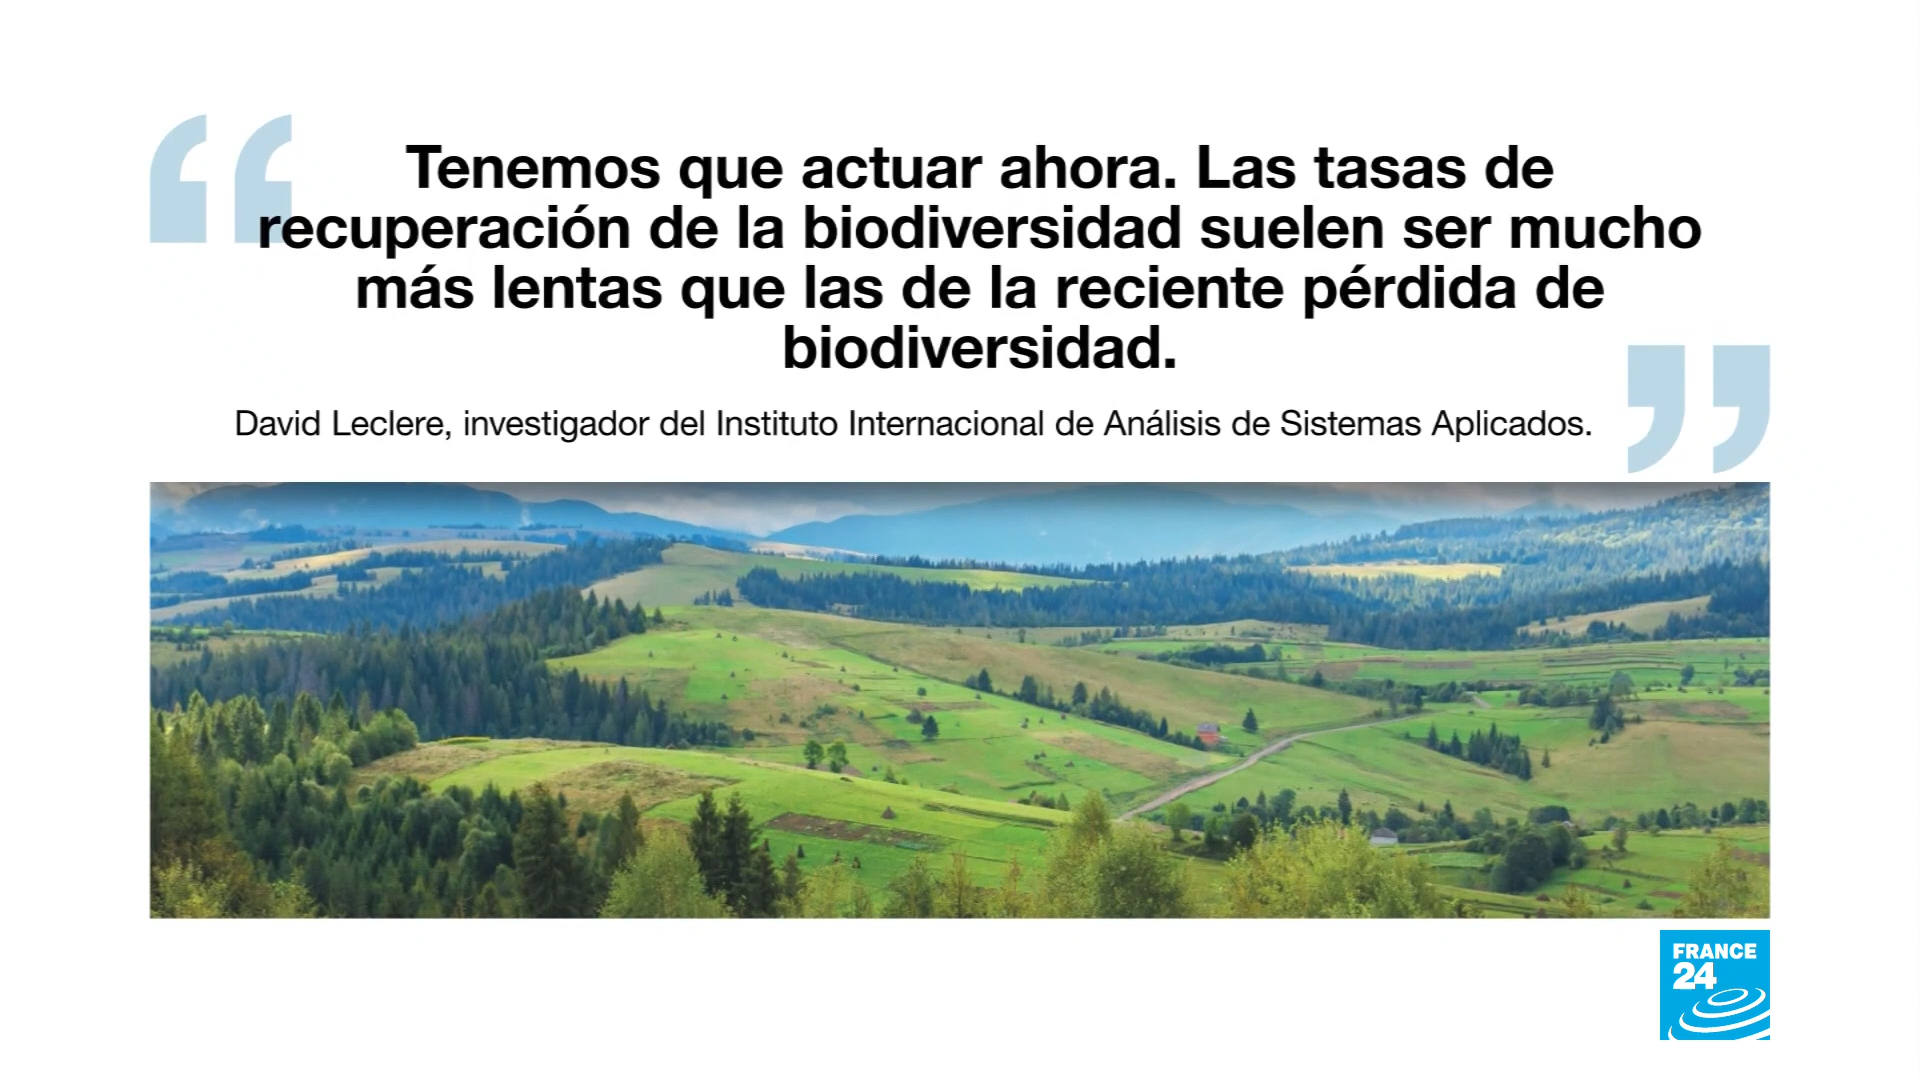 Tenemos que actuar ahora. Las tasas de
recuperación de la biodiversidad suelen ser mucho
más lentas que las de la reciente pérdida de
biodiversidad.
David Leclere, investigador del Instituto Internacional de Análisis de Sistemas Aplicados.
FRANCE
24